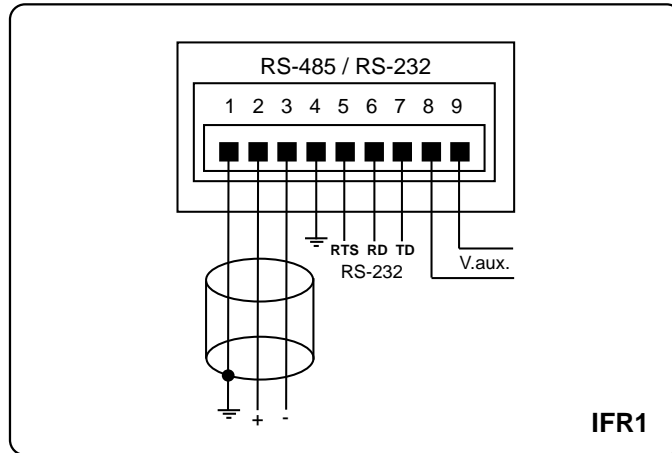 RS-485 / RS-232
1 2 3 4 5 6 7 8 9
RTS RD TD
RS-232
V.aux.
+ -
IFR1